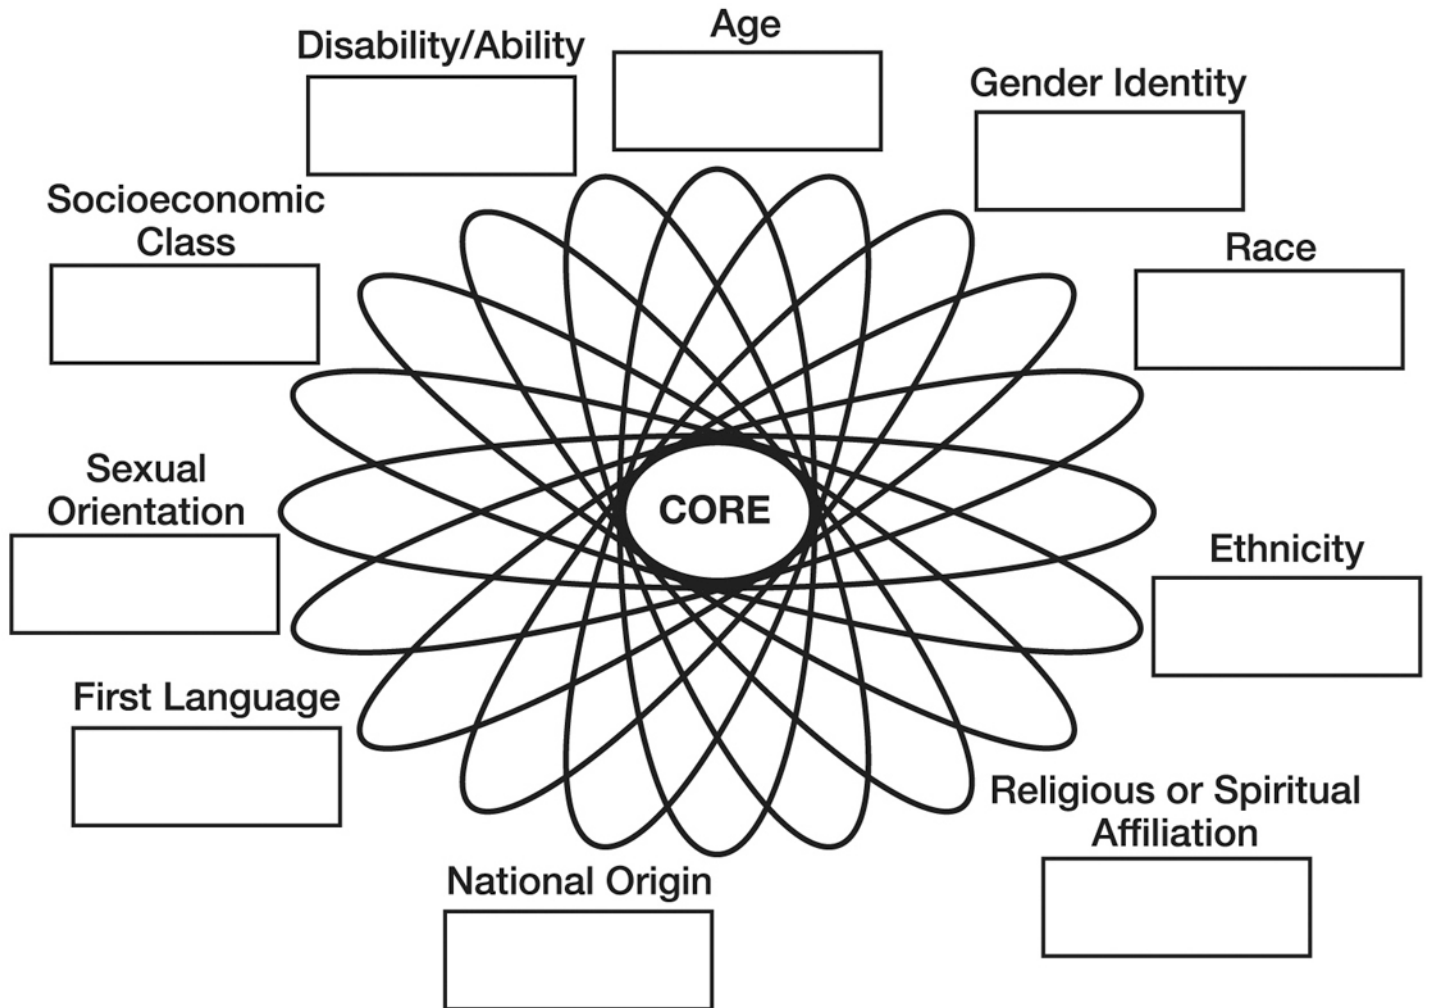 Age
Disability/Ability
Gender Identity
Socioeconomic
Class
Race
Sexual
Orientation
CORE
Ethnicity
First Language
Religious or Spiritual
Affiliation
National Origin